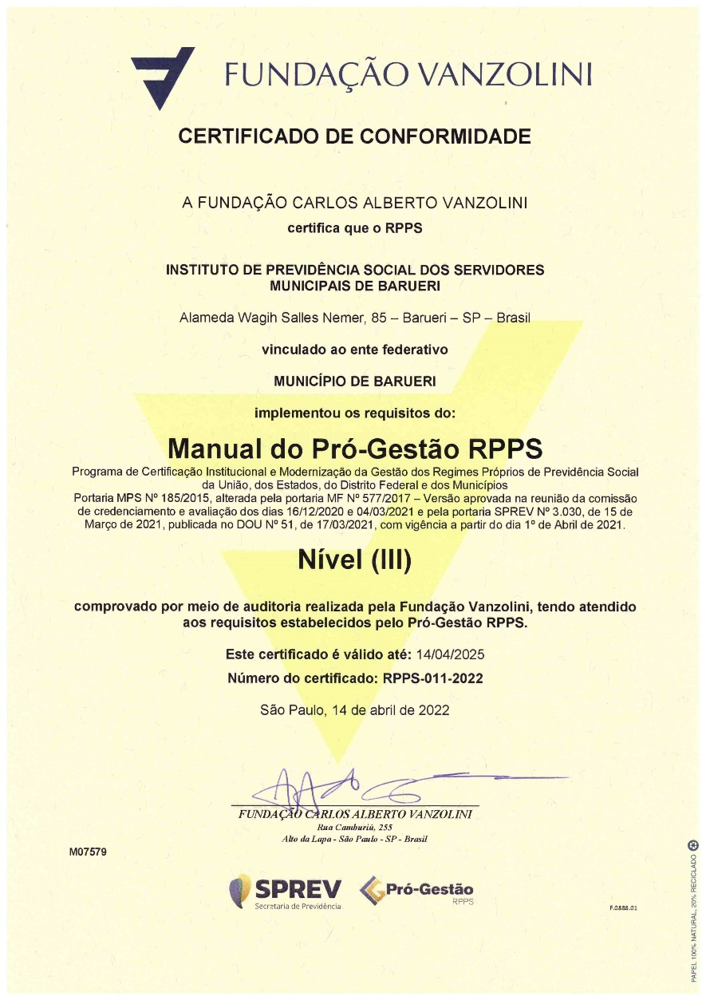 FUNDAÇÃO VANZOLINI
CERTIFICADO DE CONFORMIDADE
A FUNDAÇÃO CARLOS ALBERTO VANZOLINI
certifica que o RPPS
INSTITUTO DE PREVIDÊNCIA SOCIAL DOS SERVIDORES
MUNICIPAIS DE BARUERI
Alameda Wagih Salles Nemer, 85 – Barueri – SP – Brasil
vinculado ao ente federativo
MUNICÍPIO DE BARUERI
implementou os requisitos do:
Manual do Pró-Gestão RPPS
Programa de Certificação Institucional e Modernização da Gestão dos Regimes Próprios de Previdência Social
da União, dos Estados, do Distrito Federal e dos Municípios
Portaria MPS Nº 185/2015, alterada pela portaria MF Nº 577/2017 – Versão aprovada na reunião da comissão
de credenciamento e avaliação dos dias 16/12/2020 e 04/03/2021 e pela portaria SPREV Nº 3.030, de 15 de
Março de 2021, publicada no DOU Nº 51, de 17/03/2021, com vigência a partir do dia 1º de Abril de 2021.
Nível (III)
comprovado por meio de auditoria realizada pela Fundação Vanzolini, tendo atendido
aos requisitos estabelecidos pelo Pró-Gestão RPPS.
Este certificado é válido até: 14/04/2025
Número do certificado: RPPS-011-2022
São Paulo, 14 de abril de 2022
FUNDAÇÃO CARLOS ALBERTO VANZOLINI
Rua Camburiú, 255
Alto da Lapa - São Paulo - SP - Brasil
M07579
SPREV
Secretaria de Previdência
Pró-Gestão
RPPS
F.0888.01
PAPEL 100% NATURAL, 20% RECICLADO